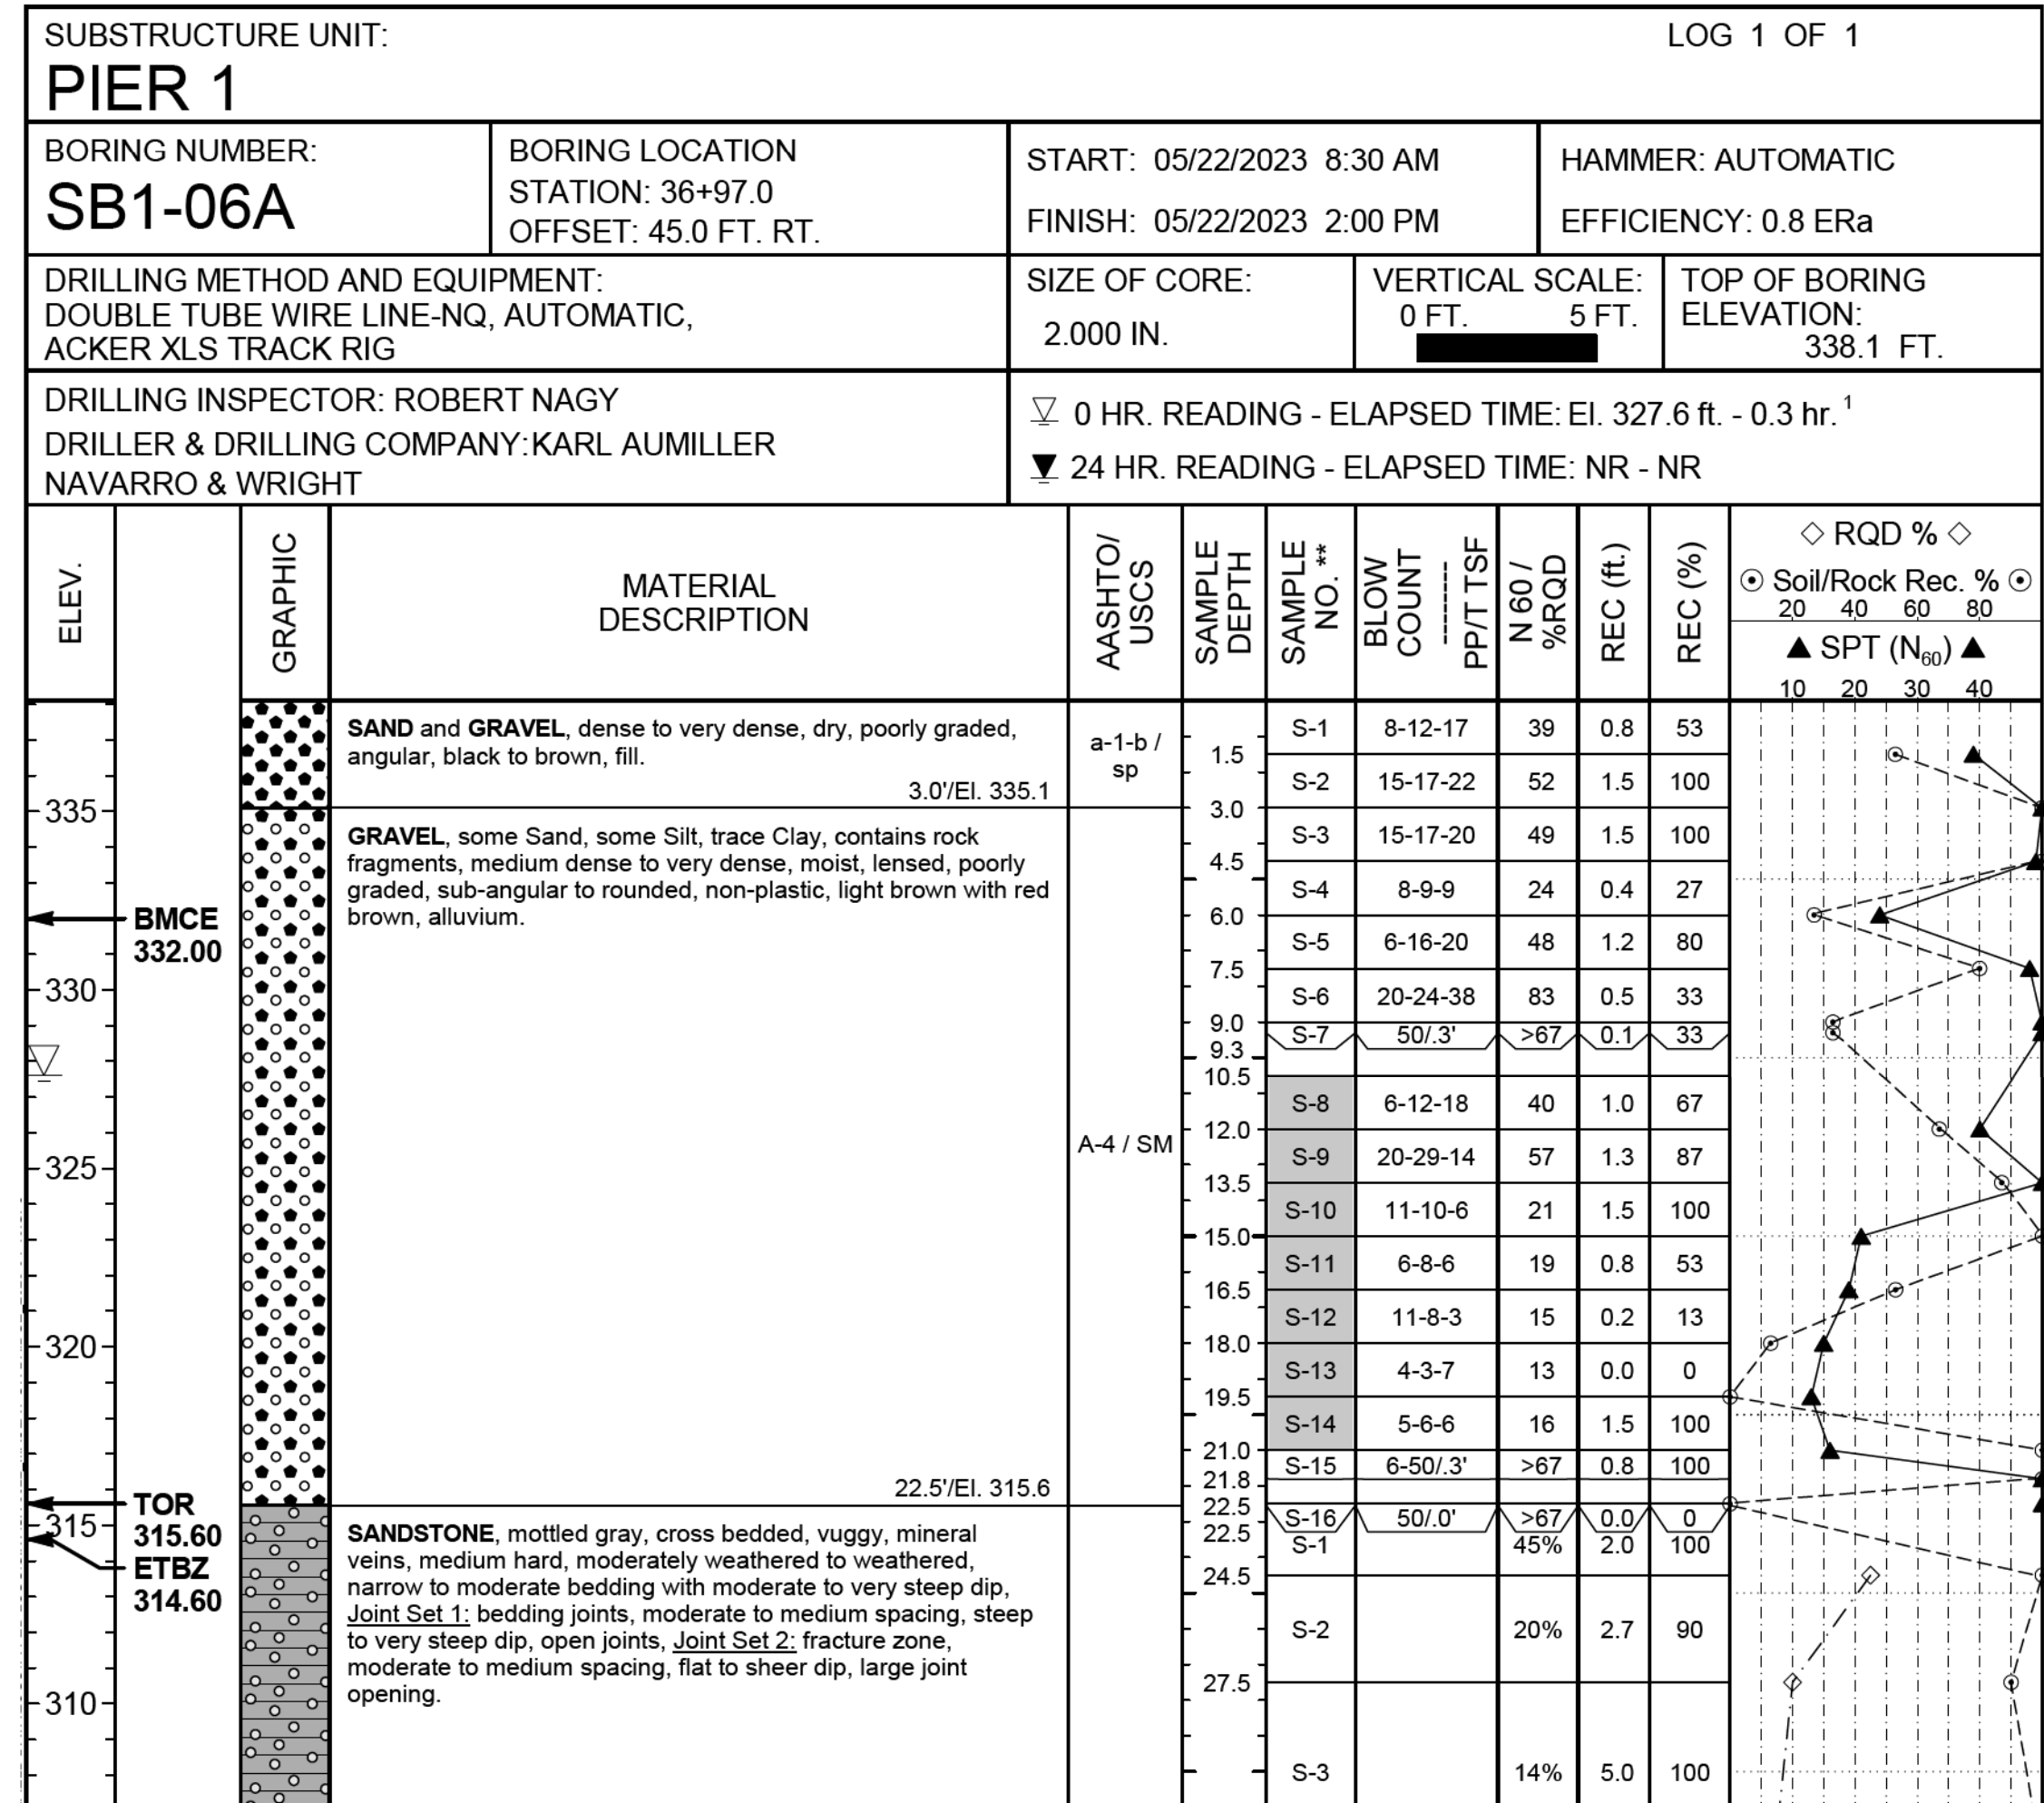 SUBSTRUCTURE UNIT:
LOG 1 OF 1
PIER 1
BORING NUMBER:
SB1-06A
BORING LOCATION
STATION: 36+97.0
OFFSET: 45.0 FT. RT.
START: 05/22/2023 8:30 AM
FINISH: 05/22/2023 2:00 PM
HAMMER: AUTOMATIC
EFFICIENCY: 0.8 ERa
DRILLING METHOD AND EQUIPMENT:
DOUBLE TUBE WIRE LINE-NQ, AUTOMATIC,
ACKER XLS TRACK RIG
SIZE OF CORE:
2.000 IN.
VERTICAL SCALE:
0 FT. 5 FT.
TOP OF BORING
ELEVATION:
338.1 FT.
DRILLING INSPECTOR: ROBERT NAGY
DRILLER & DRILLING COMPANY:KARL AUMILLER
NAVARRO & WRIGHT
0 HR. READING - ELAPSED TIME: El. 327.6 ft. - 0.3 hr. 1
24 HR. READING - ELAPSED TIME: NR - NR
ELEV.
GRAPHIC
MATERIAL
DESCRIPTION
AASHTO/
USCS
SAMPLE
DEPTH
SAMPLE
NO. **
BLOW
COUNT
--------
PP/T TSF
N 60 /
%RQD
REC (ft.)
REC (%)
◇ RQD % ◇
⊙ Soil/Rock Rec. % ⊙
20 40 60 80
▲ SPT (N60) ▲
10 20 30 40
SAND and GRAVEL, dense to very dense, dry, poorly graded,
angular, black to brown, fill.
3.0'/El. 335.1
a-1-b /
sp
S-1 8-12-17 39 0.8 53
1.5
S-2 15-17-22 52 1.5 100
335
3.0
GRAVEL, some Sand, some Silt, trace Clay, contains rock
fragments, medium dense to very dense, moist, lensed, poorly
graded, sub-angular to rounded, non-plastic, light brown with red
brown, alluvium.
S-3 15-17-20 49 1.5 100
4.5
S-4 8-9-9 24 0.4 27
BMCE
332.00
6.0
S-5 6-16-20 48 1.2 80
7.5
330
S-6 20-24-38 83 0.5 33
9.0
S-7 50/.3' >67 0.1 33
9.3
10.5
S-8 6-12-18 40 1.0 67
12.0
A-4 / SM
325
S-9 20-29-14 57 1.3 87
13.5
S-10 11-10-6 21 1.5 100
15.0
S-11 6-8-6 19 0.8 53
16.5
S-12 11-8-3 15 0.2 13
320
18.0
S-13 4-3-7 13 0.0 0
19.5
S-14 5-6-6 16 1.5 100
21.0
S-15 6-50/.3' >67 0.8 100
21.8
22.5'/El. 315.6
TOR
315.60
315
ETBZ
314.60
22.5
S-16 50/.0' >67 0.0 0
22.5
S-1 45% 2.0 100
24.5
SANDSTONE, mottled gray, cross bedded, vuggy, mineral
veins, medium hard, moderately weathered to weathered,
narrow to moderate bedding with moderate to very steep dip,
Joint Set 1: bedding joints, moderate to medium spacing, steep
to very steep dip, open joints, Joint Set 2: fracture zone,
moderate to medium spacing, flat to sheer dip, large joint
opening.
S-2 20% 2.7 90
27.5
310
S-3 14% 5.0 100